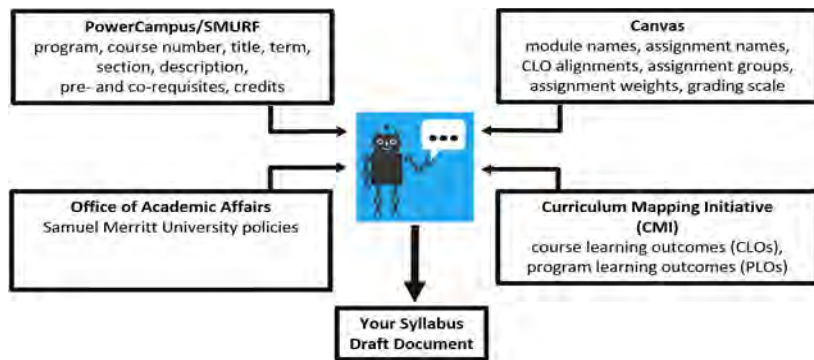 PowerCampus/SMURF
program, course number, title, term,
section, description,
pre- and co-requisites, credits
Canvas
module names, assignment names,
CLO alignments, assignment groups,
assignment weights, grading scale
Office of Academic Affairs
Samuel Merritt University policies
Curriculum Mapping Initiative
(CMI)
course learning outcomes (CLOs),
program learning outcomes (PLOs)
Your Syllabus
Draft Document